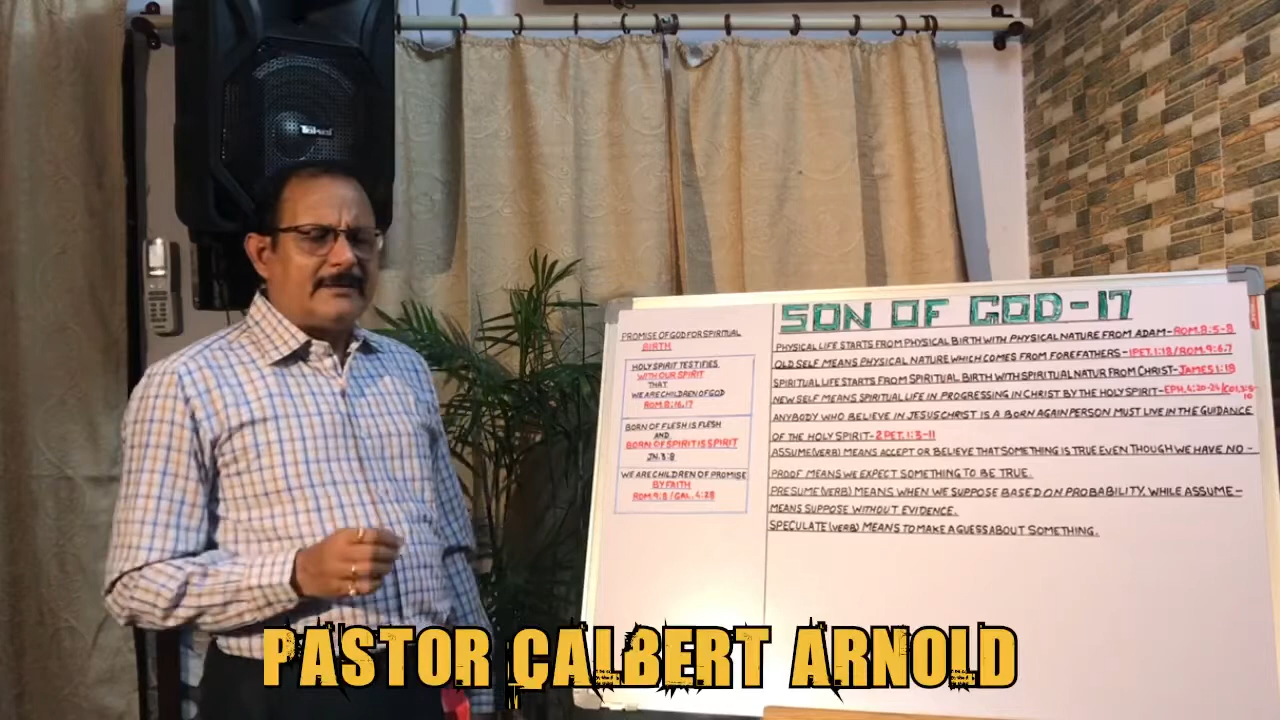 SON OF GOD-17
PROMISE OF GOD FOR SPIRITUAL
BIRTH
HOLY SPIRIT TESTIFIES
WITH OUR SPIRIT
THAT
WE ARE CHILDREN OF GOD
ROM.8:16,17
BORN OF FLESH IS FLESH
AND
BORN OF SPIRIT IS SPIRIT
JN.3:8
WE ARE CHILDREN OF PROMISE
BY FAITH
ROM.9:8/GAL.4:28
PHYSICAL LIFE STARTS FROM PHYSICAL BIRTH WITH PHYSICAL NATURE FROM ADAM-ROM.8:5-8
OLD SELF MEANS PHYSICAL NATURE WHICH COMES FROM FOREFATHERS-1PET.1:18/ROM.9:6,7
SPIRITUAL LIFE STARTS FROM SPIRITUAL BIRTH WITH SPIRITUAL NATUR FROM CHRIST-JAMES 1:18
NEW SELF MEANS SPIRITUAL LIFE IN PROGRESSING IN CHRIST BY THE HOLY SPIRIT-EPH.4:20-24
ANYBODY WHO BELIEVE IN JESUS CHRIST IS A BORN AGAIN PERSON MUST LIVE IN THE GUIDANCE
OF THE HOLY SPIRIT-2PET.1:3-11
ASSUME(VERB) MEANS ACCEPT OR BELIEVE THAT SOMETHING IS TRUE EVEN THOUGH WE HAVE NO-
PROOF MEANS WE EXPECT SOMETHING TO BE TRUE.
PRESUME(VERB) MEANS WHEN WE SUPPOSE BASED ON PROBABILITY, WHILE ASSUME-
MEANS SUPPOSE WITHOUT EVIDENCE.
SPECULATE(VERB) MEANS TO MAKE A GUESS ABOUT SOMETHING.
PASTOR CALBERT ARNOLD